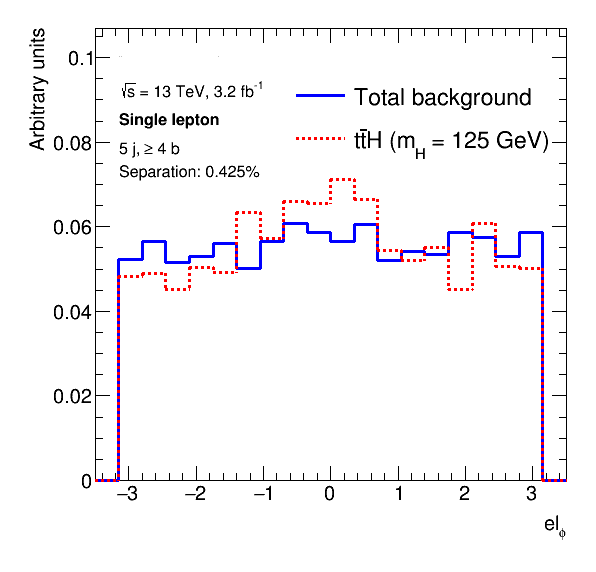 Arbitrary units
0.1
0.08
0.06
0.04
0.02
0
√s = 13 TeV, 3.2 fb⁻¹
Single lepton
5 j, ≥ 4 b
Separation: 0.425%
Total background
tt̄H (m_H = 125 GeV)
−3 −2 −1 0 1 2 3
el_ϕ